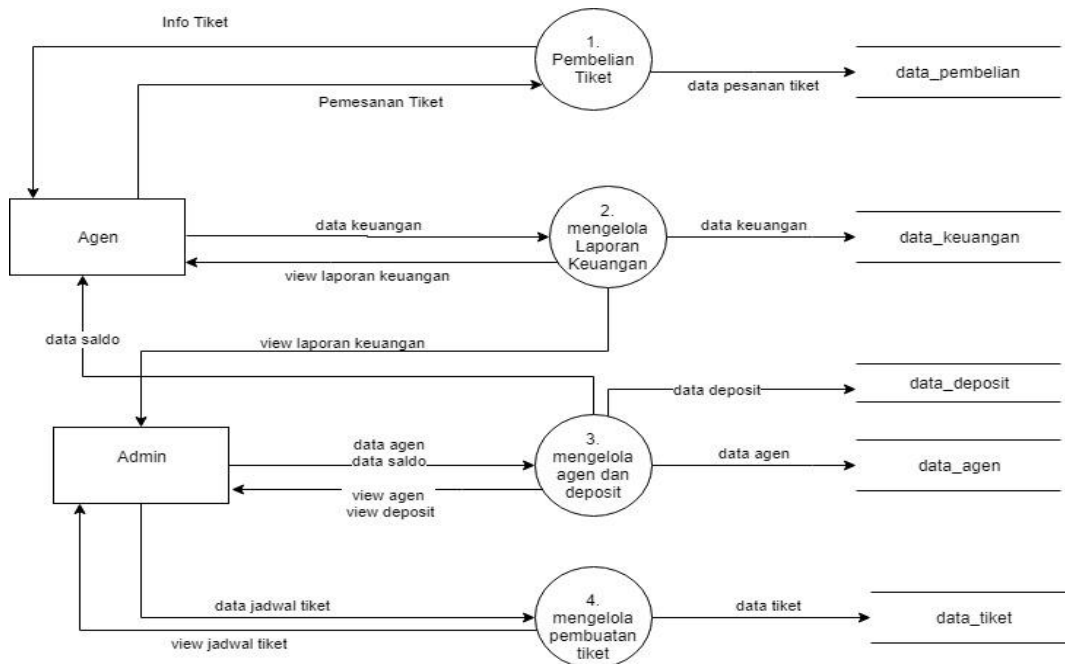 Info Tiket
1.
Pembelian
Tiket
data_pembelian
data pesanan tiket
Pemesanan Tiket
Agen
data keuangan
2.
mengelola
Laporan
Keuangan
data keuangan
data_keuangan
view laporan keuangan
data saldo
view laporan keuangan
data deposit
data_deposit
Admin
data agen
data saldo
3.
mengelola
agen dan
deposit
data agen
data_agen
view agen
view deposit
data jadwal tiket
4.
mengelola
pembuatan
tiket
data tiket
data_tiket
view jadwal tiket